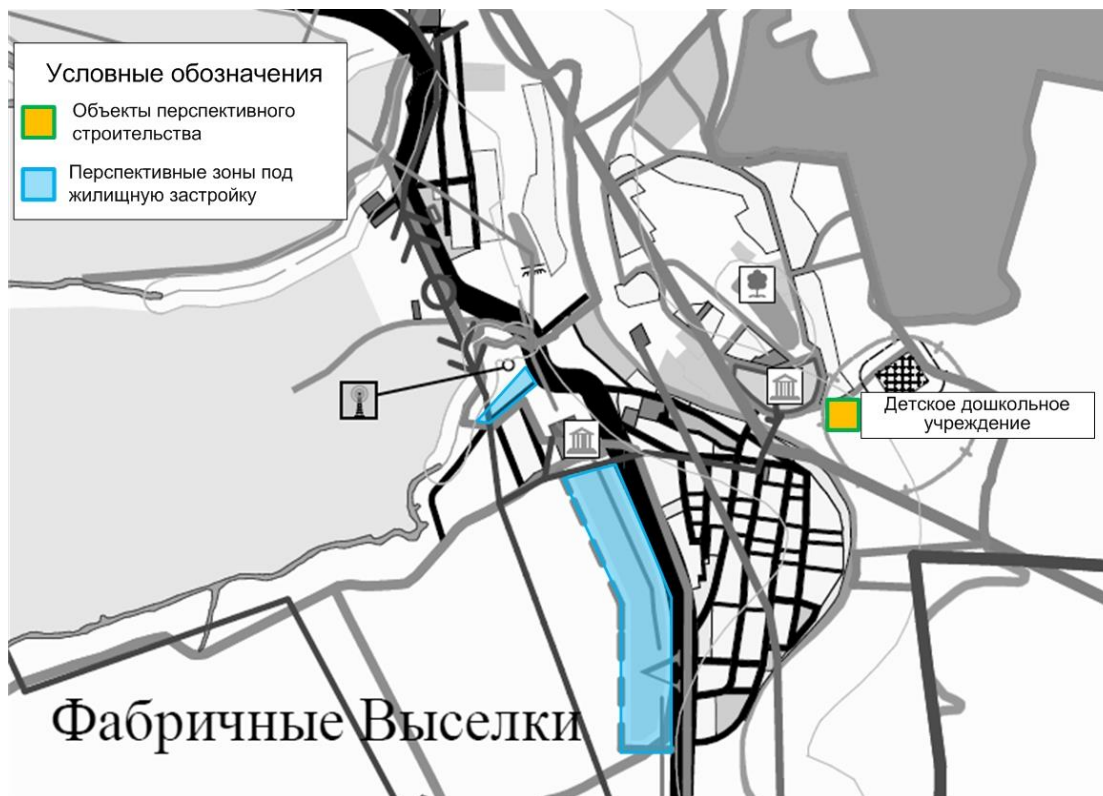 Условные обозначения
Объекты перспективного
строительства
Перспективные зоны под
жилищную застройку
Детское дошкольное
учреждение
Фабричные Выселки